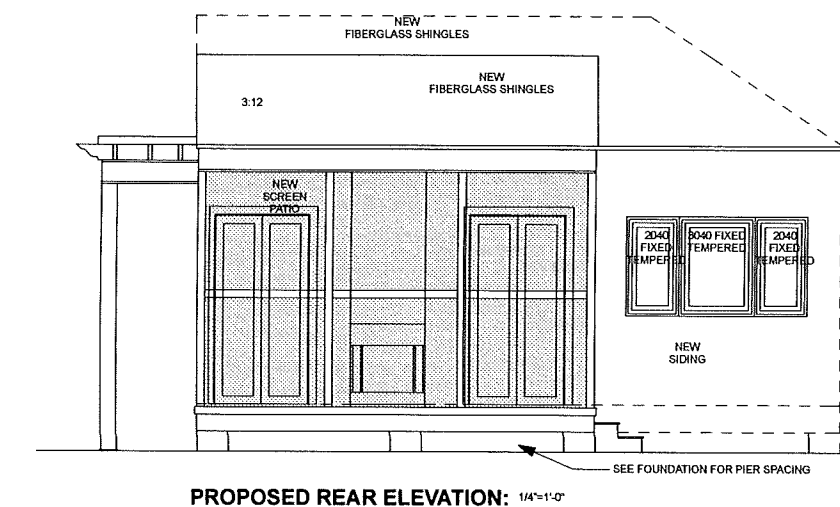 NEW
FIBERGLASS SHINGLES
NEW
FIBERGLASS SHINGLES
3:12
NEW
SCREEN
PATIO
2040
FIXED
TEMPERED
3040 FIXED
TEMPERED
2040
FIXED
TEMPERED
NEW
SIDING
SEE FOUNDATION FOR PIER SPACING
PROPOSED REAR ELEVATION: 1/4"=1'-0"